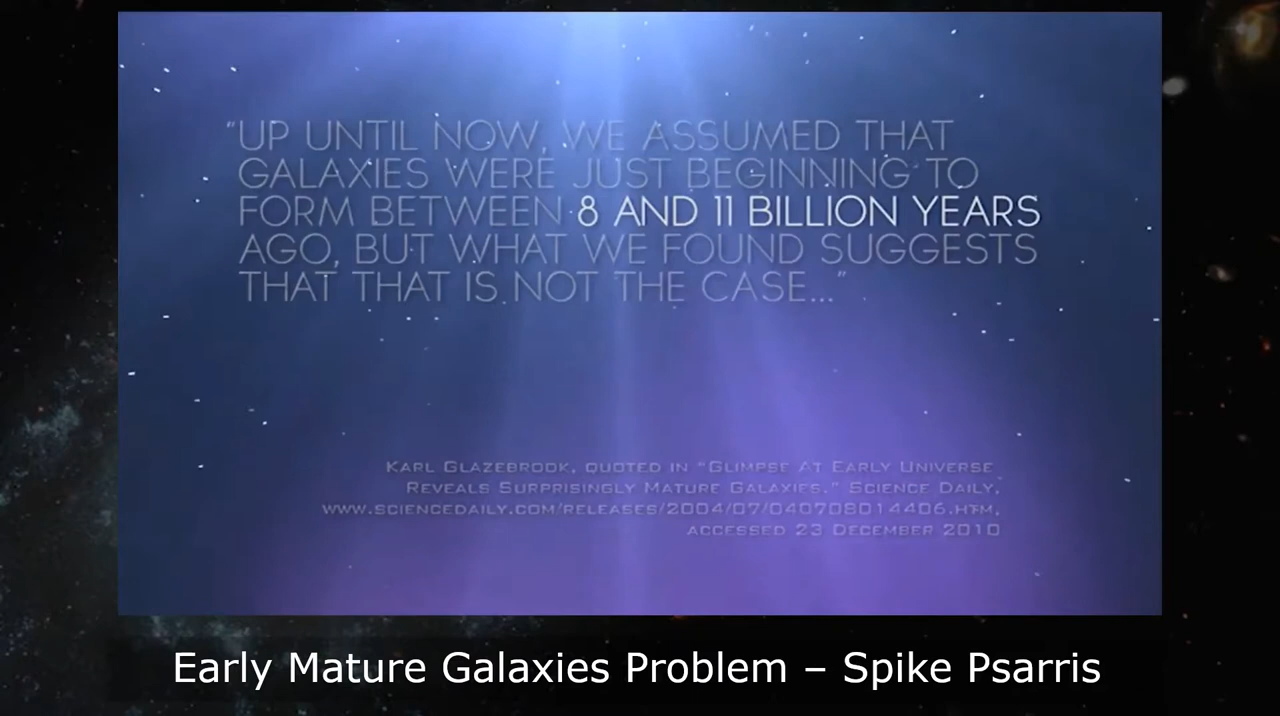 “UP UNTIL NOW, WE ASSUMED THAT
GALAXIES WERE JUST BEGINNING TO
FORM BETWEEN 8 AND 11 BILLION YEARS
AGO, BUT WHAT WE FOUND SUGGESTS
THAT THAT IS NOT THE CASE...”
KARL GLAZEBROOK, QUOTED IN “GLIMPSE AT EARLY UNIVERSE
REVEALS SURPRISINGLY MATURE GALAXIES,” SCIENCE DAILY,
WWW.SCIENCEDAILY.COM/RELEASES/2004/07/040708014406.HTM,
ACCESSED 23 DECEMBER 2010
Early Mature Galaxies Problem – Spike Psarris